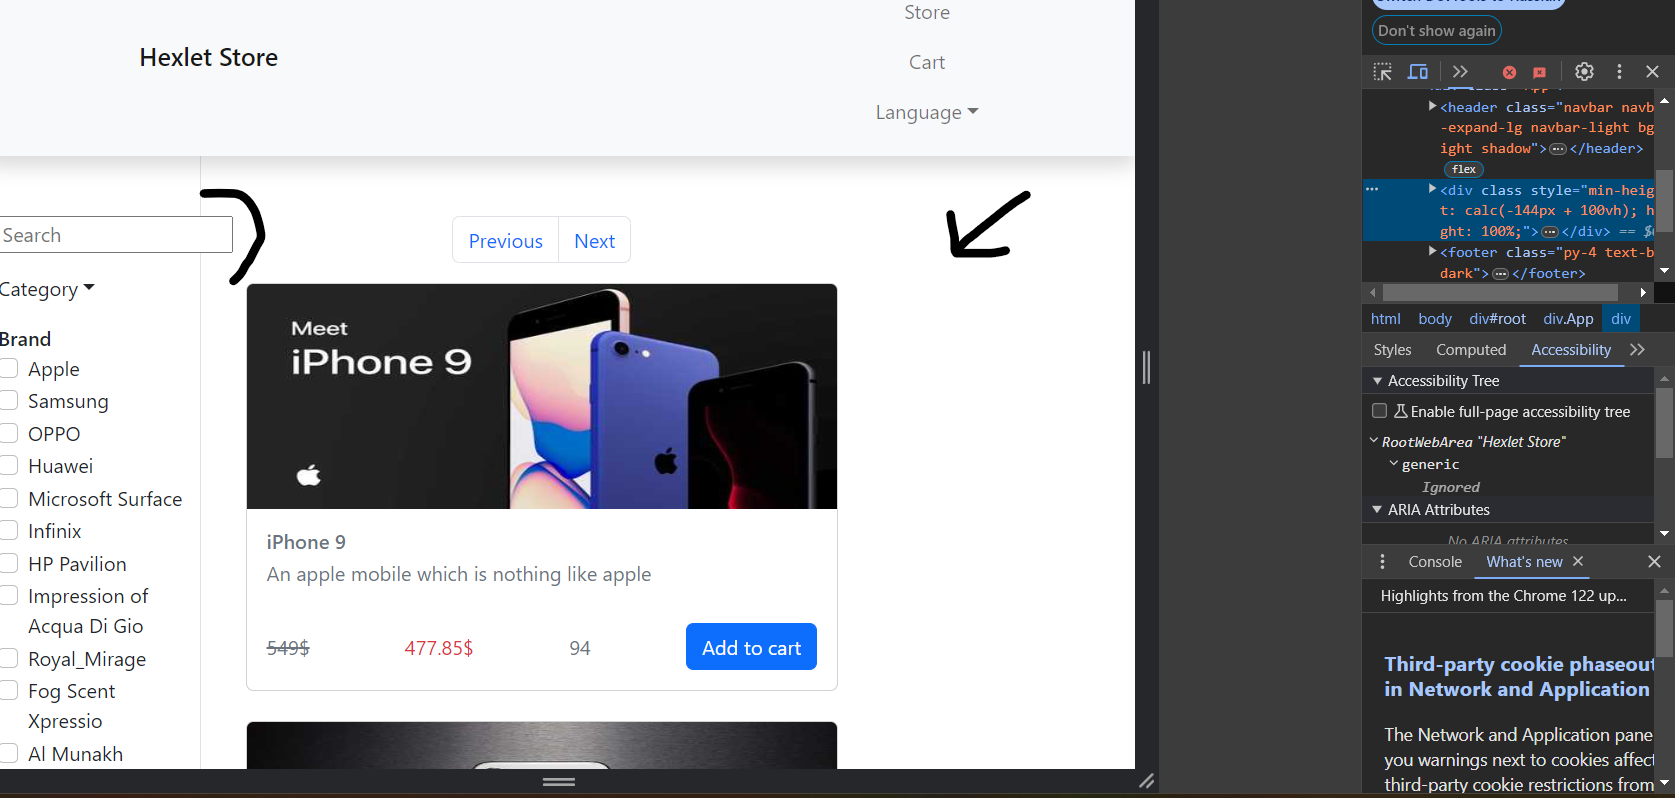 Store
Hexlet Store
Cart
Language
Search
Previous
Next
Category
Brand
Apple
Samsung
OPPO
Huawei
Microsoft Surface
Infinix
HP Pavilion
Impression of
Acqua Di Gio
Royal_Mirage
Fog Scent
Xpressio
Al Munakh
Meet
iPhone 9
iPhone 9
An apple mobile which is nothing like apple
549$ 477.85$ 94 Add to cart
Don't show again
<header class="navbar navb
-expand-lg navbar-light bg
ight shadow">…</header>
flex
… <div class style="min-heig
t: calc(-144px + 100vh); h
ght: 100%;">…</div> == $
<footer class="py-4 text-b
dark">…</footer>
html body div#root div.App div
Styles Computed Accessibility
Accessibility Tree
Enable full-page accessibility tree
RootWebArea "Hexlet Store"
generic
Ignored
ARIA Attributes
No ARIA attributes
Console What's new
Highlights from the Chrome 122 up...
Third-party cookie phaseout
in Network and Application
The Network and Application pane
you warnings next to cookies affect
third-party cookie restrictions from